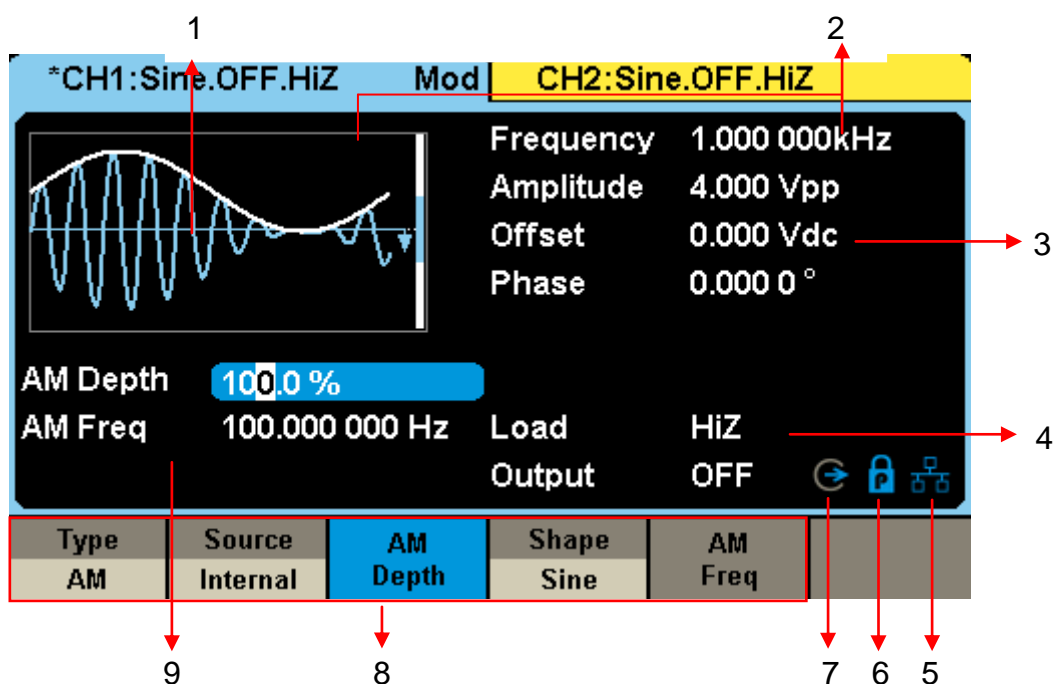 1 2
*CH1:Sine.OFF.HiZ Mod CH2:Sine.OFF.HiZ
Frequency 1.000 000kHz
Amplitude 4.000 Vpp
Offset 0.000 Vdc 3
Phase 0.000 0 °
AM Depth 100.0 %
AM Freq 100.000 000 Hz Load HiZ 4
Output OFF P
Type Source AM Shape AM
AM Internal Depth Sine Freq
9 8 7 6 5